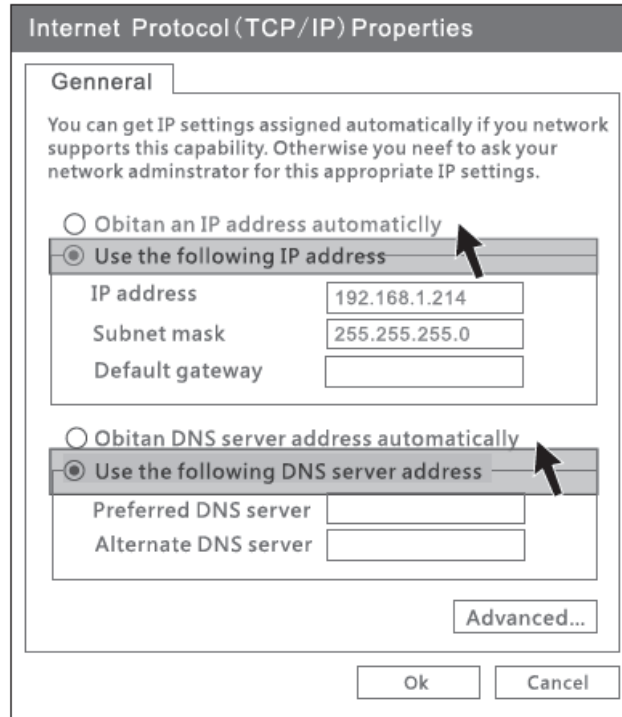 Internet Protocol(TCP/IP)Properties
Genneral
You can get IP settings assigned automatically if you network
supports this capability. Otherwise you neef to ask your
network adminstrator for this appropriate IP settings.
Obitan an IP address automaticlly
Use the following IP address
IP address 192.168.1.214
Subnet mask 255.255.255.0
Default gateway
Obitan DNS server address automatically
Use the following DNS server address
Preferred DNS server
Alternate DNS server
Advanced...
Ok Cancel